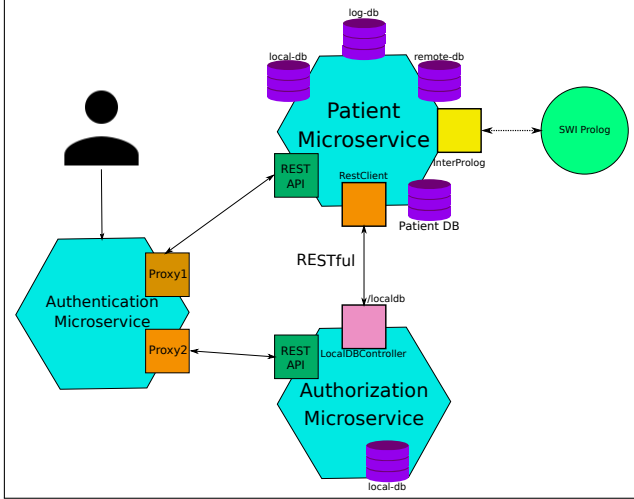 log-db
local-db
remote-db
Patient
Microservice
SWI Prolog
InterProlog
REST
API
RestClient
Patient DB
RESTful
Proxy1
Authentication
Microservice
Proxy2
/localdb
REST
API
LocalDBController
Authorization
Microservice
local-db